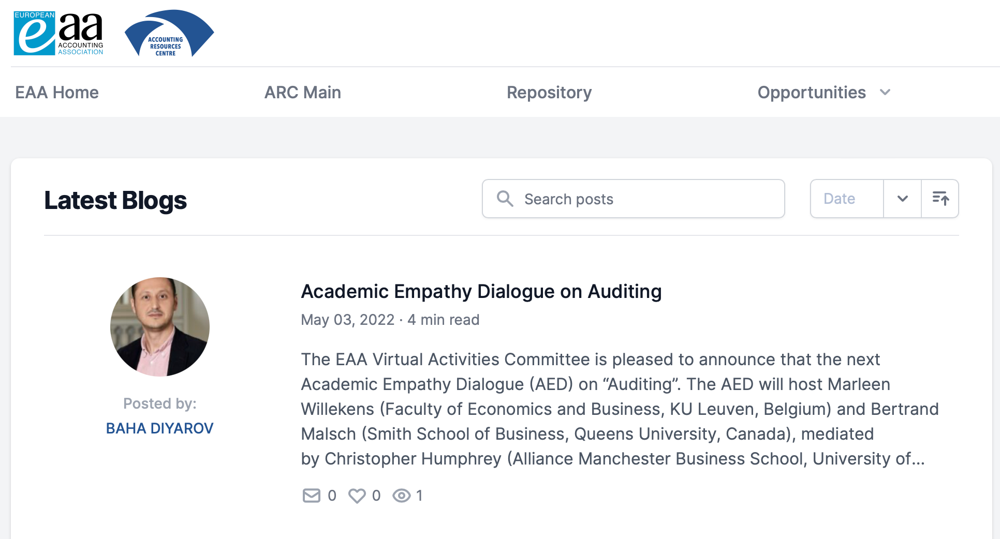 EUROPEAN
eaa
ACCOUNTING
ASSOCIATION
ACCOUNTING
RESOURCES
CENTRE
EAA Home
ARC Main
Repository
Opportunities
Latest Blogs
Search posts
Date
Academic Empathy Dialogue on Auditing
May 03, 2022 · 4 min read
The EAA Virtual Activities Committee is pleased to announce that the next
Academic Empathy Dialogue (AED) on “Auditing”. The AED will host Marleen
Willekens (Faculty of Economics and Business, KU Leuven, Belgium) and Bertrand
Malsch (Smith School of Business, Queens University, Canada), mediated
by Christopher Humphrey (Alliance Manchester Business School, University of...
Posted by:
BAHA DIYAROV
0 0 1